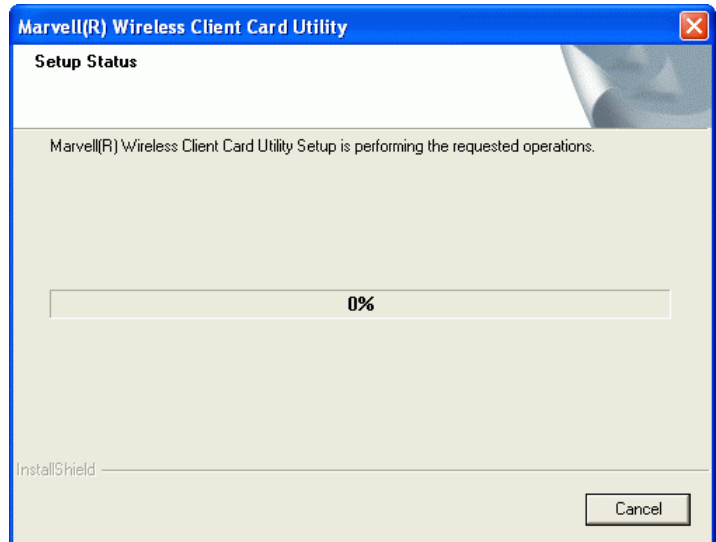 Marvell(R) Wireless Client Card Utility
Setup Status
Marvell(R) Wireless Client Card Utility Setup is performing the requested operations.
0%
InstallShield
Cancel